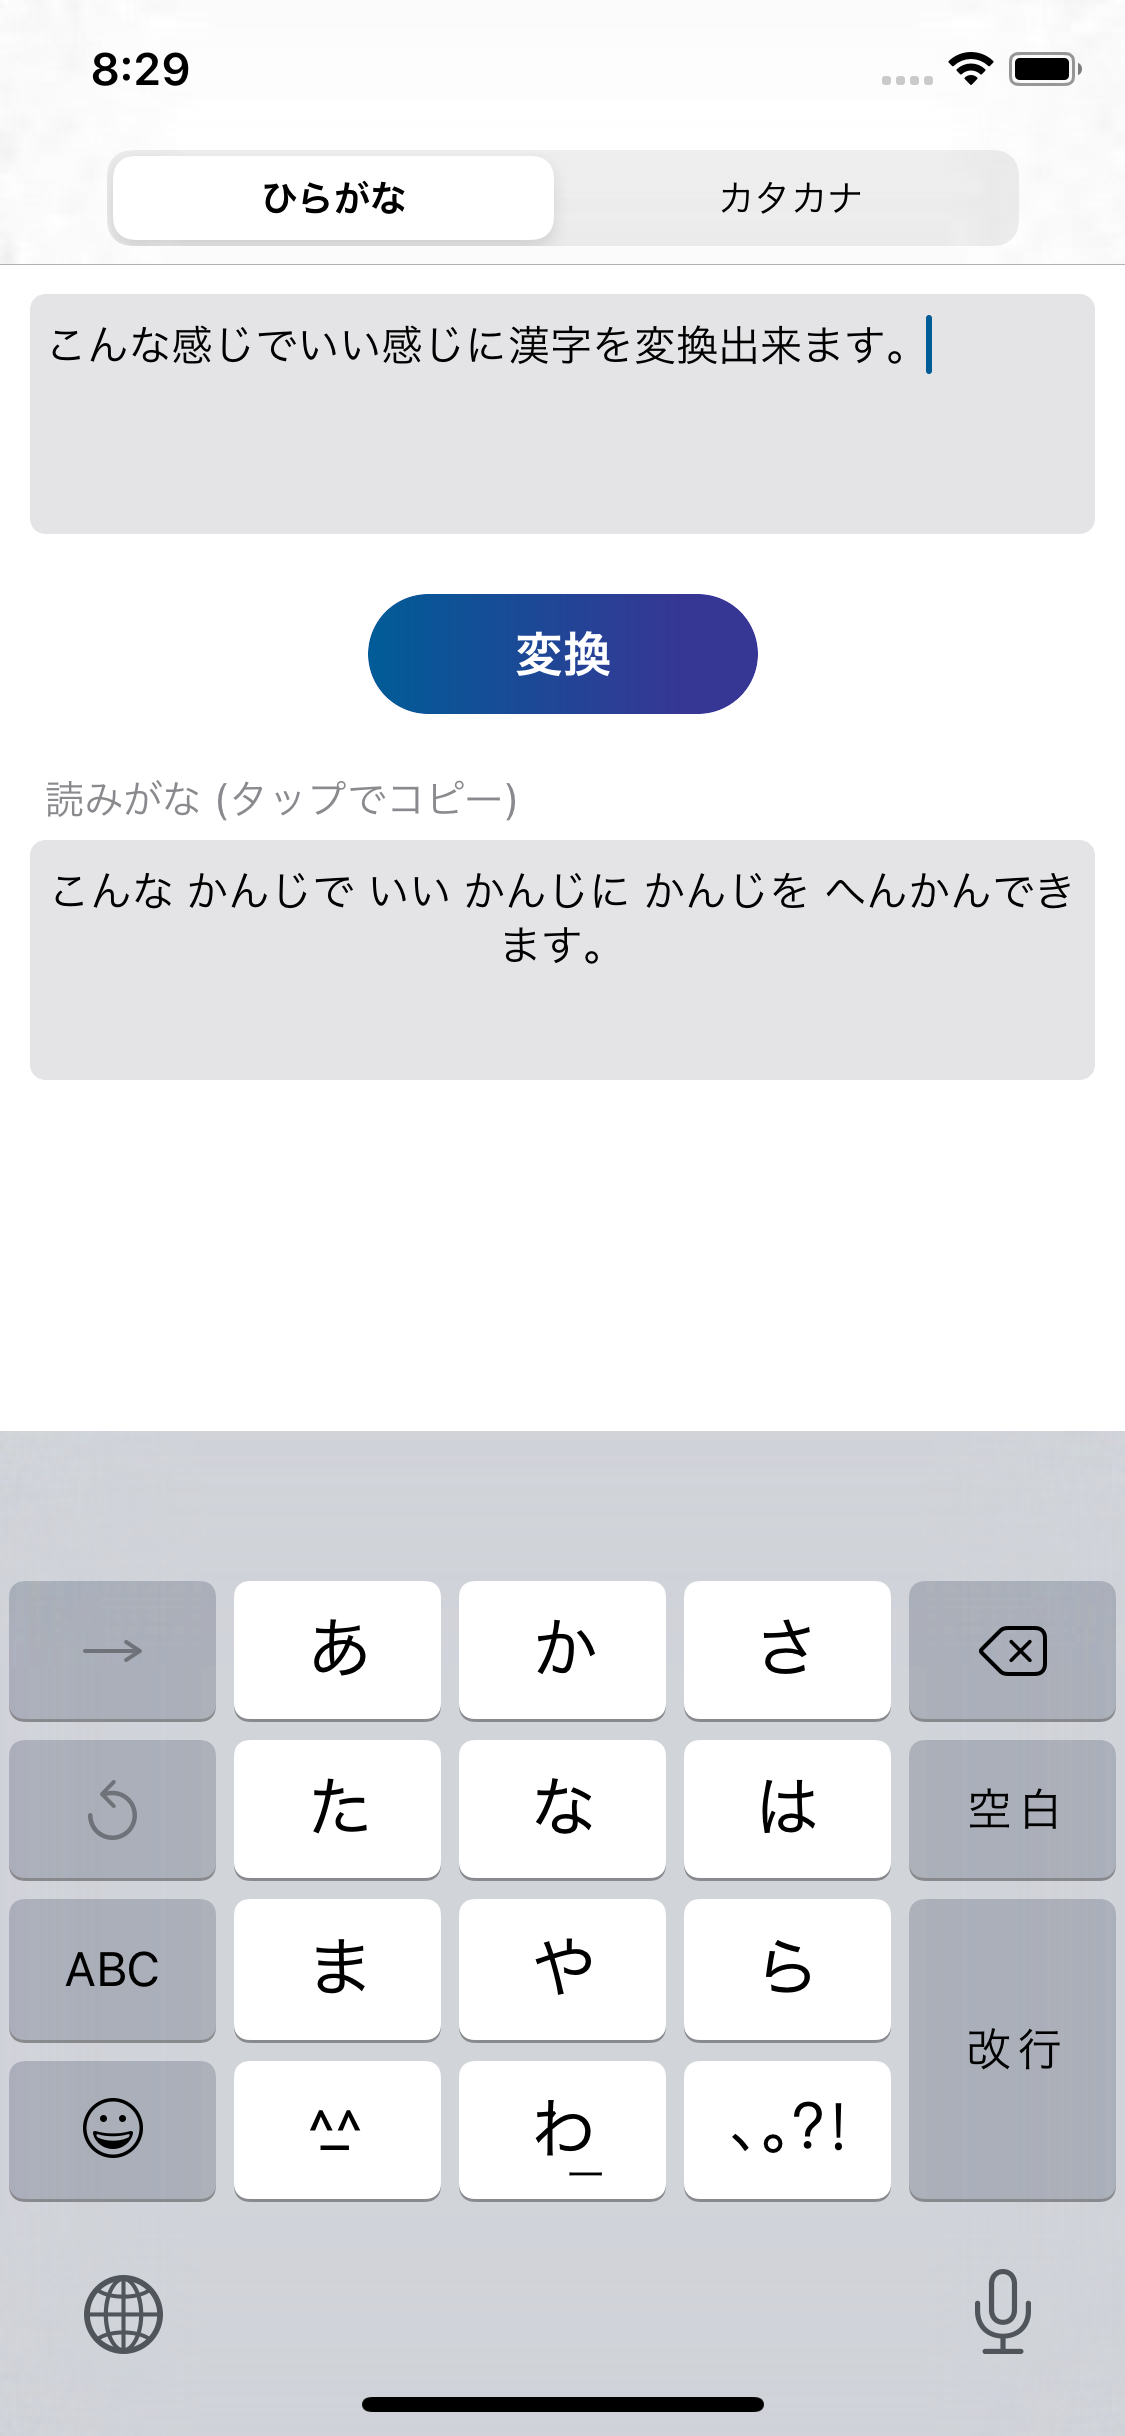 8:29
ひらがな
カタカナ
こんな感じでいい感じに漢字を変換出来ます。
変換
読みがな (タップでコピー)
こんな かんじで いい かんじに かんじを へんかんでき
ます。
あ
か
さ
た
な
は
空白
ABC
ま
や
ら
改行
^_^
わ_
、。?!